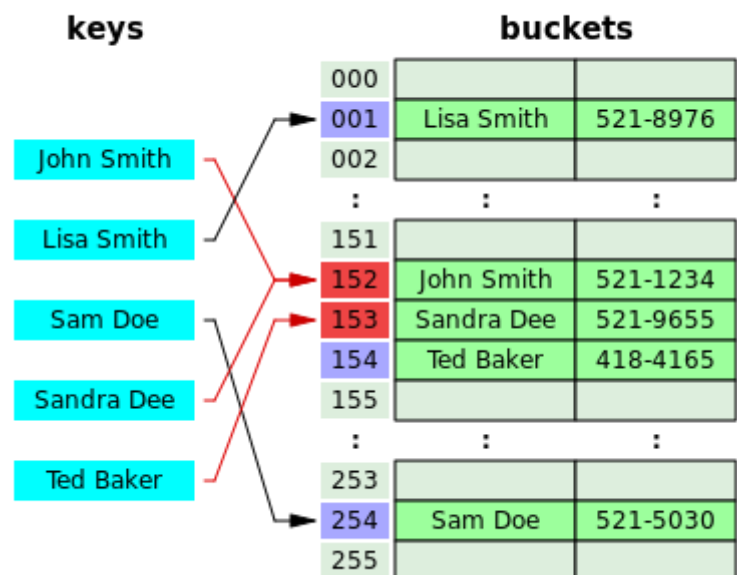 keys
buckets
John Smith
Lisa Smith
Sam Doe
Sandra Dee
Ted Baker
000
001 Lisa Smith 521-8976
002
: : :
151
152 John Smith 521-1234
153 Sandra Dee 521-9655
154 Ted Baker 418-4165
155
: : :
253
254 Sam Doe 521-5030
255